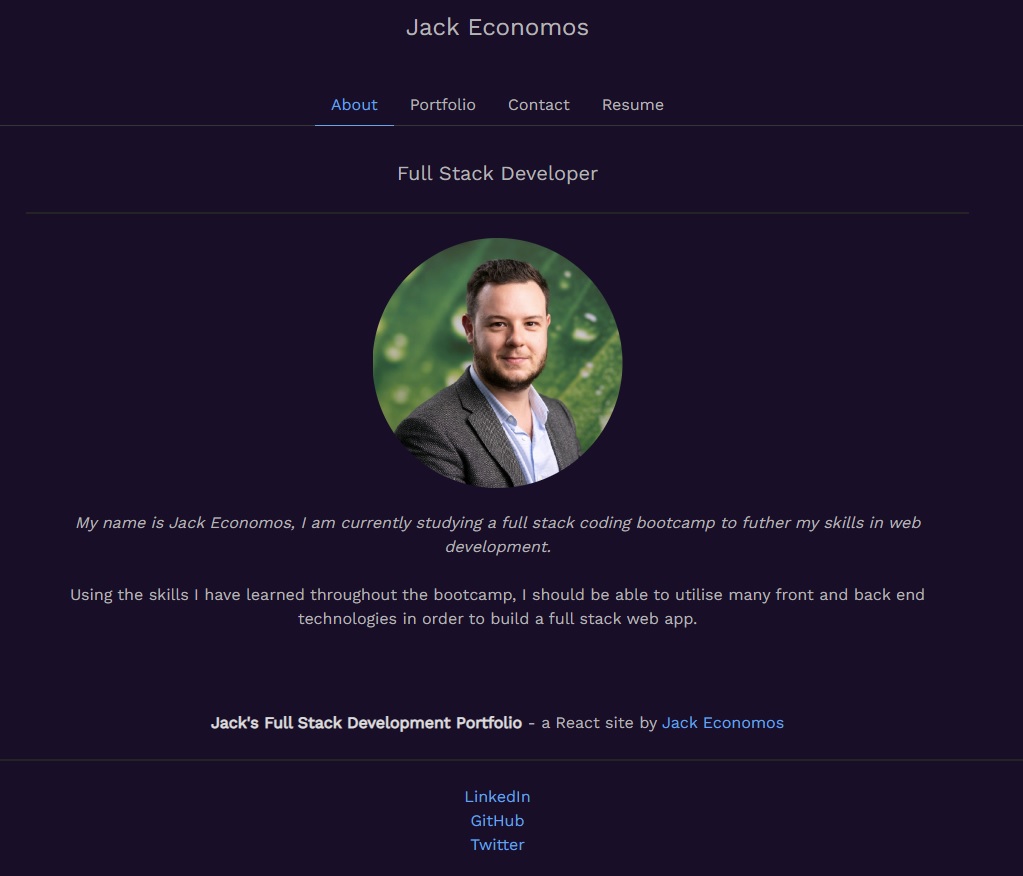 Jack Economos
About Portfolio Contact Resume
Full Stack Developer
My name is Jack Economos, I am currently studying a full stack coding bootcamp to futher my skills in web
development.
Using the skills I have learned throughout the bootcamp, I should be able to utilise many front and back end
technologies in order to build a full stack web app.
Jack's Full Stack Development Portfolio - a React site by Jack Economos
LinkedIn
GitHub
Twitter